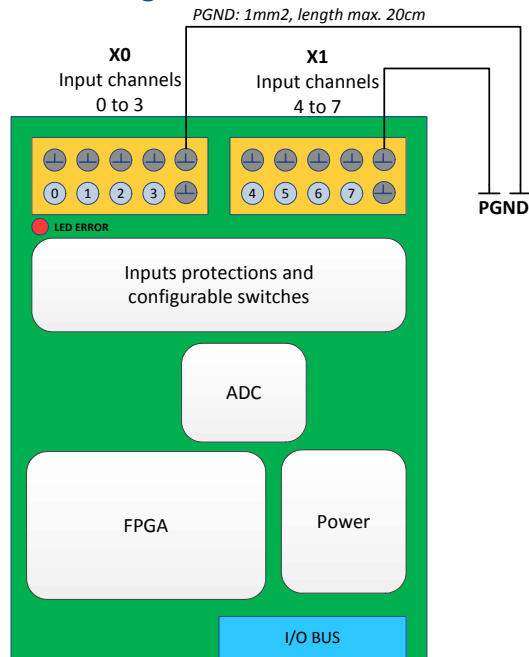 PGND: 1mm2, length max. 20cm
X0
Input channels
0 to 3
X1
Input channels
4 to 7
0 1 2 3
4 5 6 7
PGND
LED ERROR
Inputs protections and
configurable switches
ADC
FPGA
Power
I/O BUS